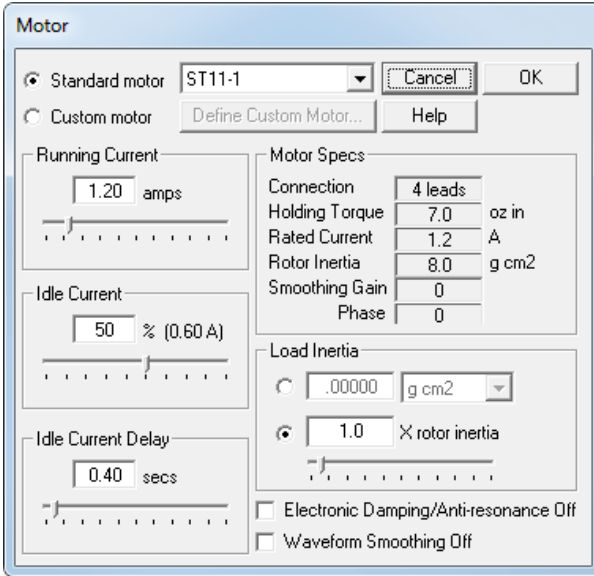 Motor
Standard motor ST11-1 Cancel OK
Custom motor Define Custom Motor... Help
Running Current
1.20 amps
Idle Current
50 % (0.60 A)
Idle Current Delay
0.40 secs
Motor Specs
Connection 4 leads
Holding Torque 7.0 oz in
Rated Current 1.2 A
Rotor Inertia 8.0 g cm2
Smoothing Gain 0
Phase 0
Load Inertia
.00000 g cm2
1.0 X rotor inertia
Electronic Damping/Anti-resonance Off
Waveform Smoothing Off